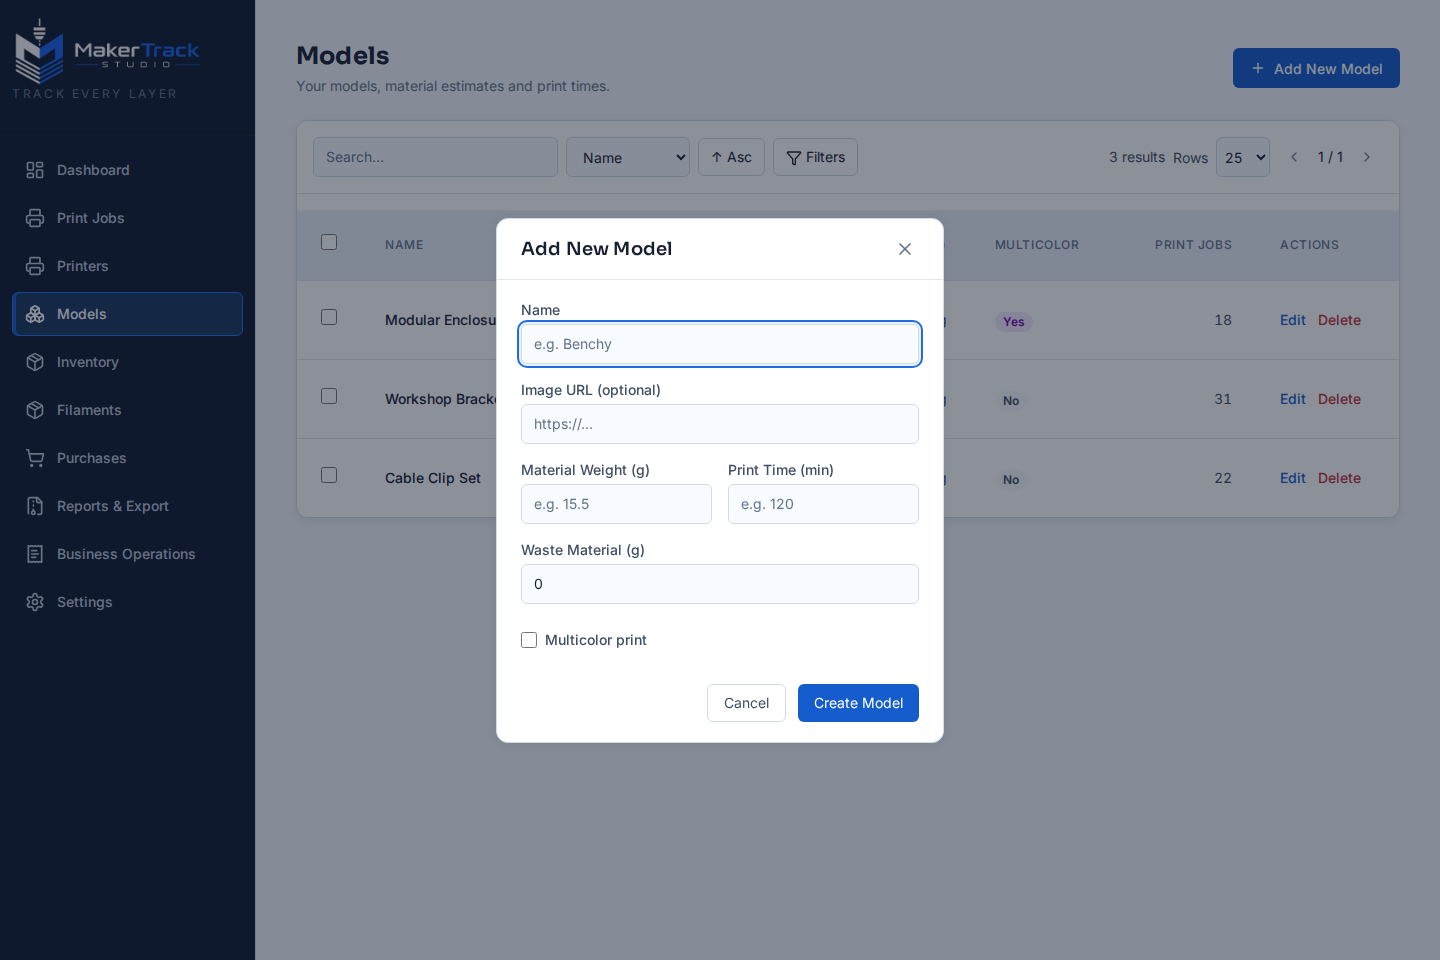 MakerTrack
STUDIO
TRACK EVERY LAYER
Dashboard
Print Jobs
Printers
Models
Inventory
Filaments
Purchases
Reports & Export
Business Operations
Settings
Models
Your models, material estimates and print times.
+ Add New Model
Search...
Name
↑ Asc
Filters
3 results
Rows
25
1 / 1
NAME
MULTICOLOR
PRINT JOBS
ACTIONS
Yes
18
Edit
Delete
Workshop
No
31
Edit
Delete
Cable Clip Set
No
22
Edit
Delete
Modular
Add New Model
Name
e.g. Benchy
Image URL (optional)
https://...
Material Weight (g)
Print Time (min)
e.g. 15.5
e.g. 120
Waste Material (g)
0
Multicolor print
Cancel
Create Model